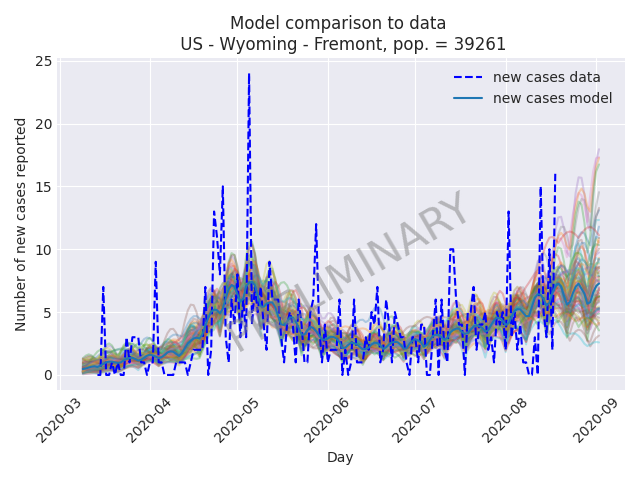 Model comparison to data
US - Wyoming - Fremont, pop. = 39261
new cases data
new cases model
PRELIMINARY
Number of new cases reported
25
20
15
10
5
0
2020-03
2020-04
2020-05
2020-06
2020-07
2020-08
2020-09
Day